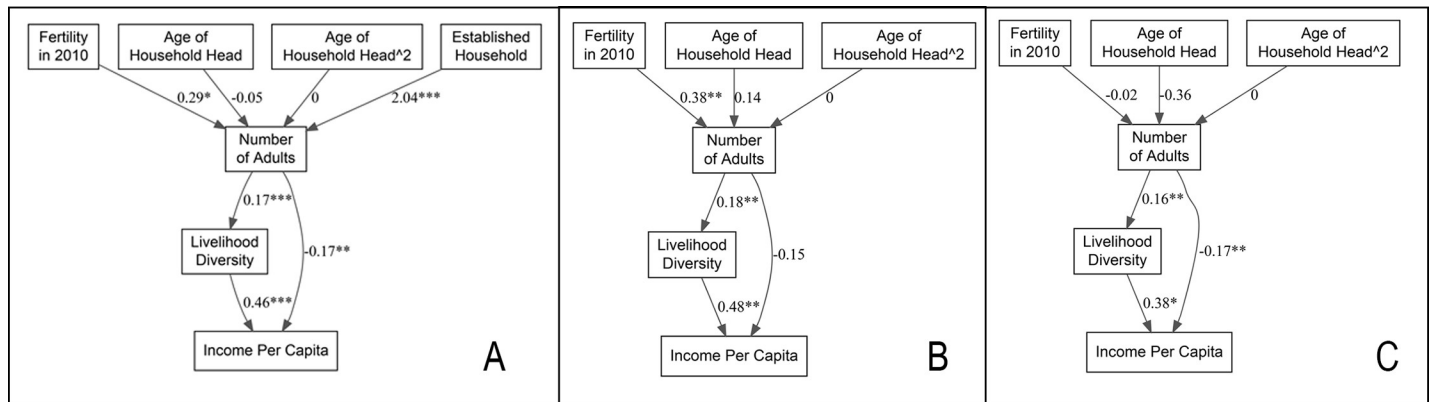 Fertility
in 2010
Age of
Household Head
Age of
Household Head^2
Established
Household
0.29*
-0.05
0
2.04***
Number
of Adults
0.17***
Livelihood
Diversity
-0.17**
0.46***
Income Per Capita
A
Fertility
in 2010
Age of
Household Head
Age of
Household Head^2
0.38**
0.14
0
Number
of Adults
0.18**
Livelihood
Diversity
-0.15
0.48**
Income Per Capita
B
Fertility
in 2010
Age of
Household Head
Age of
Household Head^2
-0.02
-0.36
0
Number
of Adults
0.16**
Livelihood
Diversity
-0.17**
0.38*
Income Per Capita
C